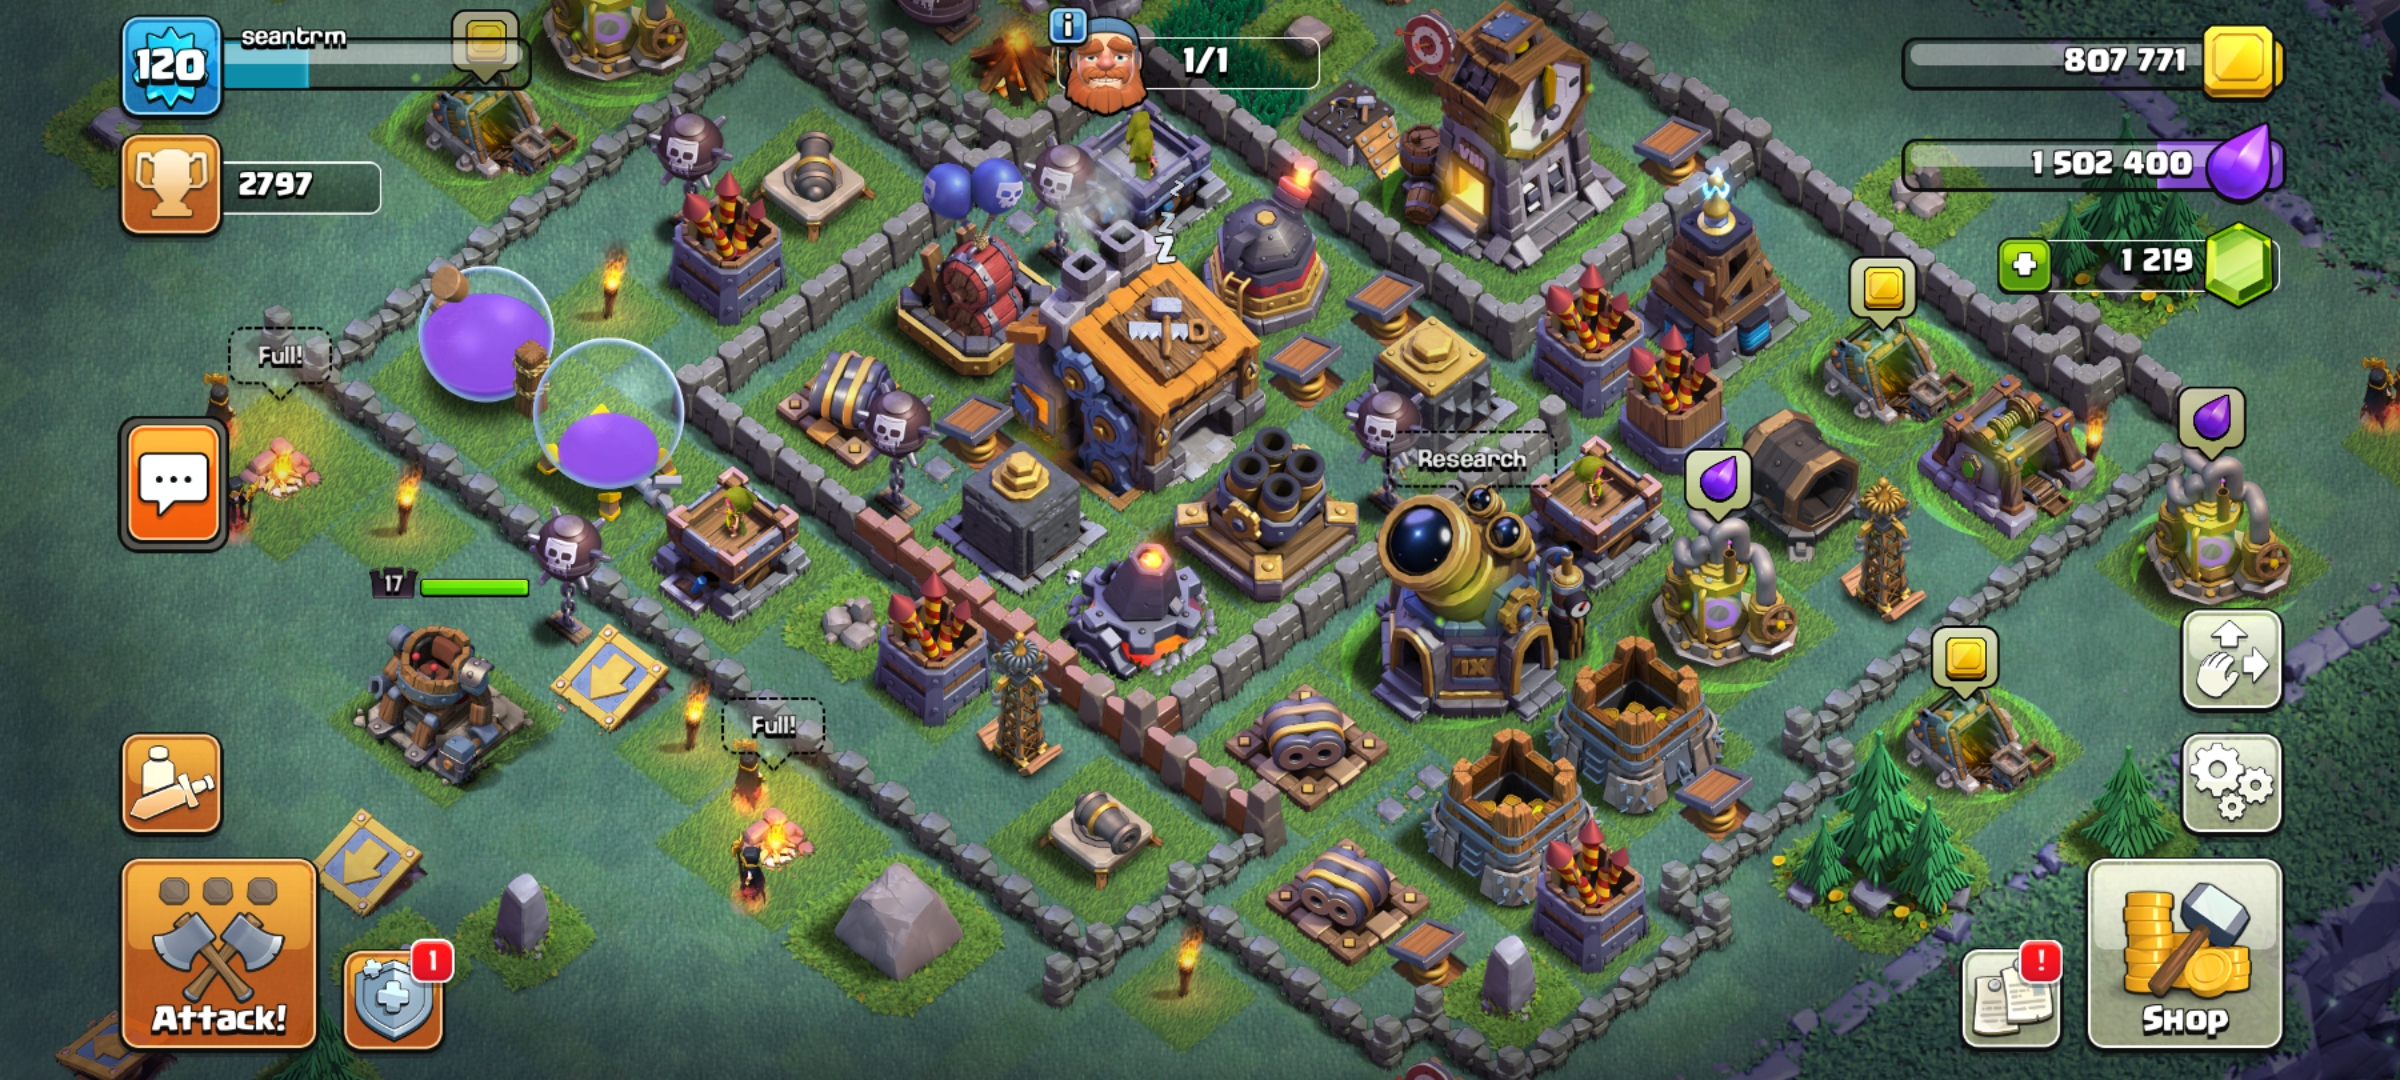 120
seantrm
1/1
807 771
2797
1 502 400
1 219
VIII
z
z
Z
Full!
Research
17
IX
Full!
1
!
Attack!
Shop